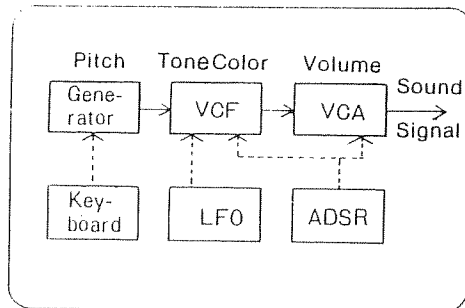 Pitch ToneColor Volume
Gene-
rator
VCF
VCA
Sound
Signal
Key-
board
LFO
ADSR